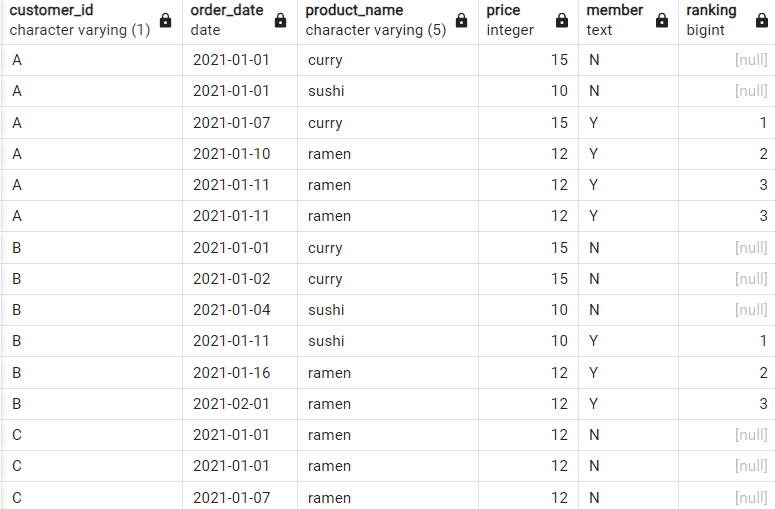 customer_id order_date product_name price member ranking
character varying (1) date character varying (5) integer text bigint
A 2021-01-01 curry 15 N [null]
A 2021-01-01 sushi 10 N [null]
A 2021-01-07 curry 15 Y 1
A 2021-01-10 ramen 12 Y 2
A 2021-01-11 ramen 12 Y 3
A 2021-01-11 ramen 12 Y 3
B 2021-01-01 curry 15 N [null]
B 2021-01-02 curry 15 N [null]
B 2021-01-04 sushi 10 N [null]
B 2021-01-11 sushi 10 Y 1
B 2021-01-16 ramen 12 Y 2
B 2021-02-01 ramen 12 Y 3
C 2021-01-01 ramen 12 N [null]
C 2021-01-01 ramen 12 N [null]
C 2021-01-07 ramen 12 N [null]